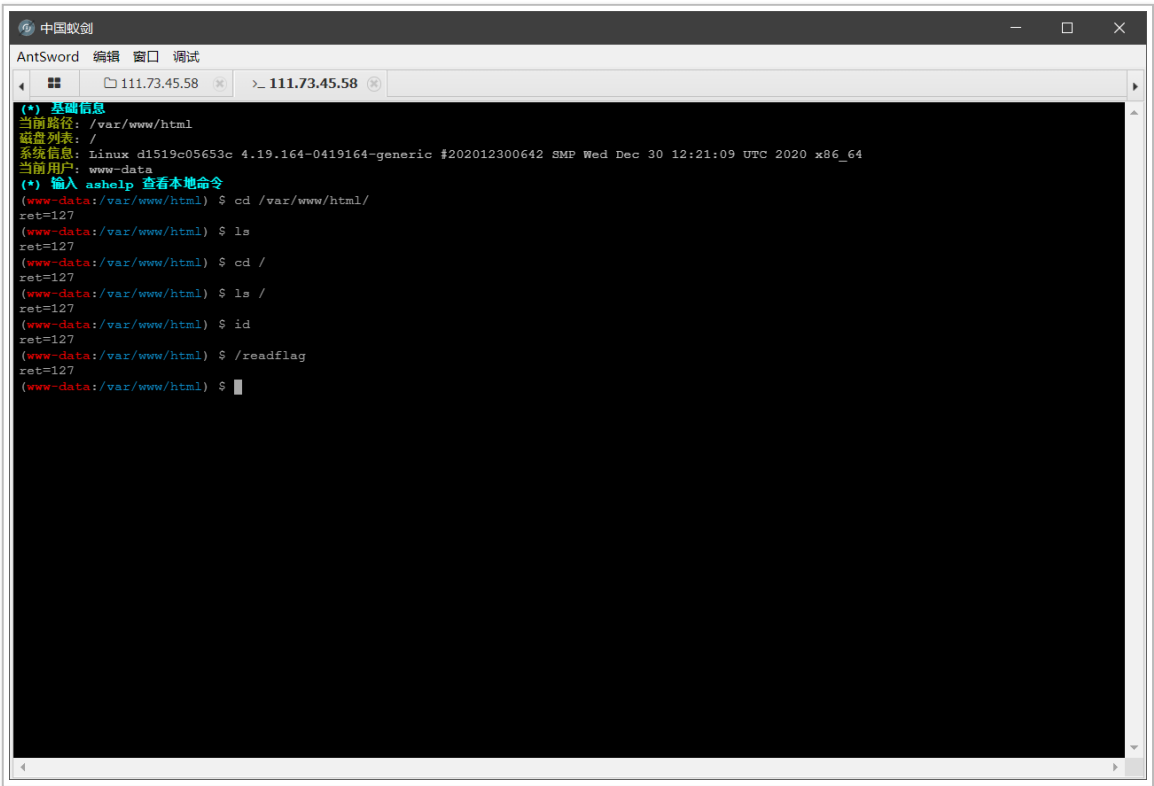 中国蚁剑
AntSword 编辑 窗口 调试
111.73.45.58 >_ 111.73.45.58
(*) 基础信息
当前路径: /var/www/html
磁盘列表: /
系统信息: Linux d1519c05653c 4.19.164-0419164-generic #202012300642 SMP Wed Dec 30 12:21:09 UTC 2020 x86_64
当前用户: www-data
(*) 输入 ashelp 查看本地命令
(www-data:/var/www/html) $ cd /var/www/html/
ret=127
(www-data:/var/www/html) $ ls
ret=127
(www-data:/var/www/html) $ cd /
ret=127
(www-data:/var/www/html) $ ls /
ret=127
(www-data:/var/www/html) $ id
ret=127
(www-data:/var/www/html) $ /readflag
ret=127
(www-data:/var/www/html) $